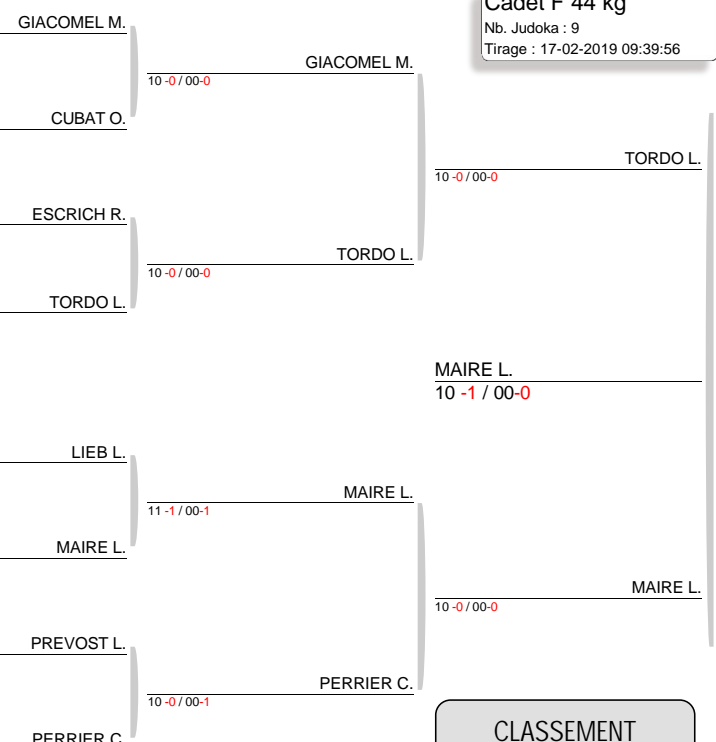 Cadet F 44 kg
Nb. Judoka : 9
Tirage : 17-02-2019 09:39:56
GIACOMEL M.
GIACOMEL M.
10 -0 / 00-0
CUBAT O.
TORDO L.
10 -0 / 00-0
ESCRICH R.
TORDO L.
10 -0 / 00-0
TORDO L.
MAIRE L.
10 -1 / 00-0
LIEB L.
MAIRE L.
11 -1 / 00-1
MAIRE L.
MAIRE L.
10 -0 / 00-0
PREVOST L.
PERRIER C.
10 -0 / 00-1
PERRIER C.
CLASSEMENT